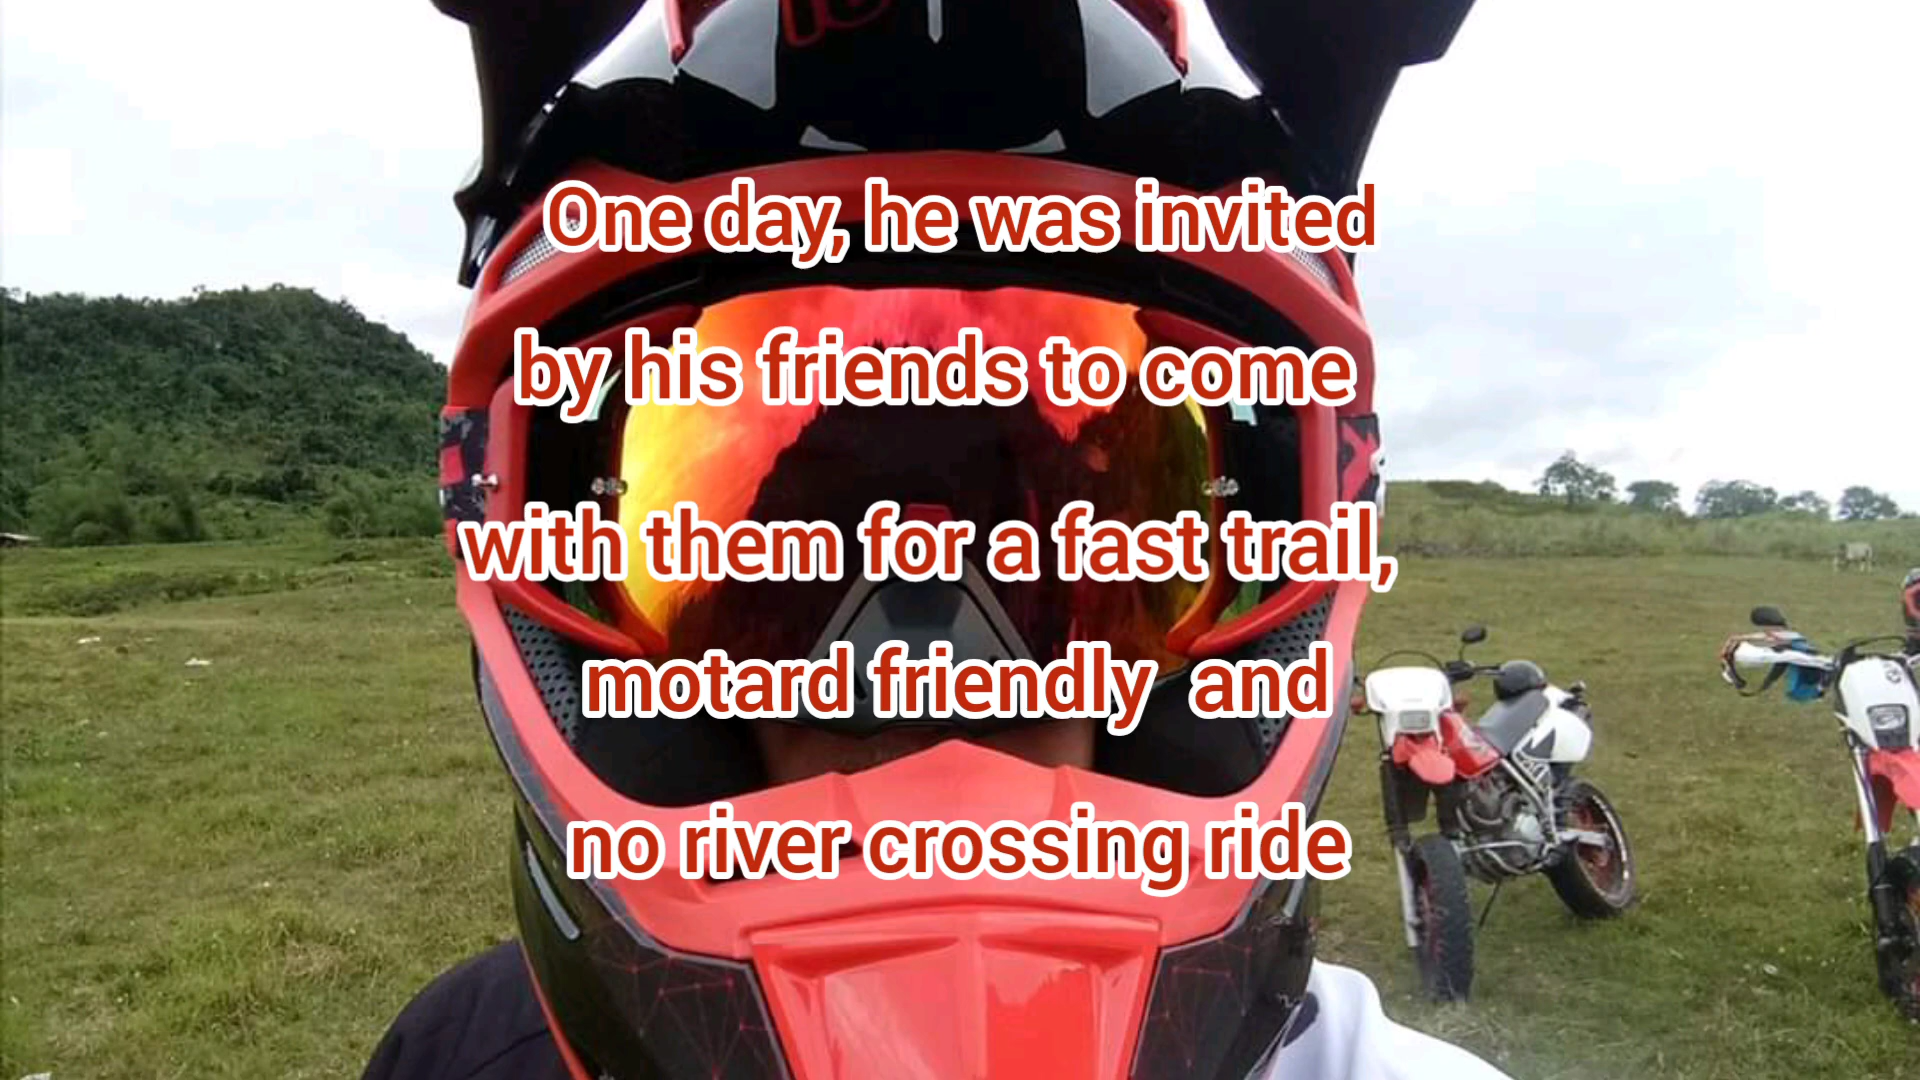 One day, he was invited
by his friends to come
with them for a fast trail,
motard friendly  and
no river crossing ride